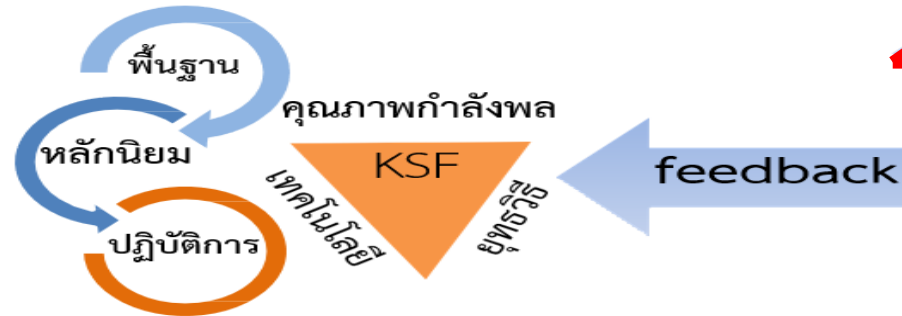 พื้นฐาน
หลักนิยม
ปฏิบัติการ
คุณภาพกำลังพล
KSF
เทคโนโลยี
ยุทธวิธี
feedback